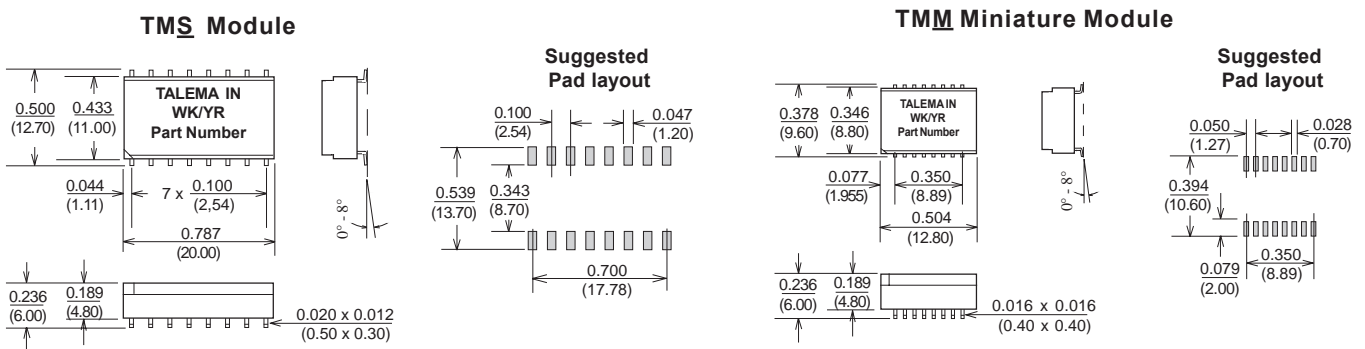 TMS Module
Suggested
Pad layout
TALEMA IN
WK/YR
Part Number
0.500
(12.70)
0.433
(11.00)
0.044
(1.11)
7 x 0.100
(2,54)
0.787
(20.00)
0° - 8°
0.100
(2.54)
0.047
(1.20)
0.539
(13.70)
0.343
(8.70)
0.700
(17.78)
0.236
(6.00)
0.189
(4.80)
0.020 x 0.012
(0.50 x 0.30)
TMM Miniature Module
Suggested
Pad layout
TALEMA IN
WK/YR
Part Number
0.378
(9.60)
0.346
(8.80)
0.077
(1.955)
0.350
(8.89)
0.504
(12.80)
0° - 8°
0.050
(1.27)
0.028
(0.70)
0.394
(10.60)
0.079
(2.00)
0.350
(8.89)
0.236
(6.00)
0.189
(4.80)
0.016 x 0.016
(0.40 x 0.40)